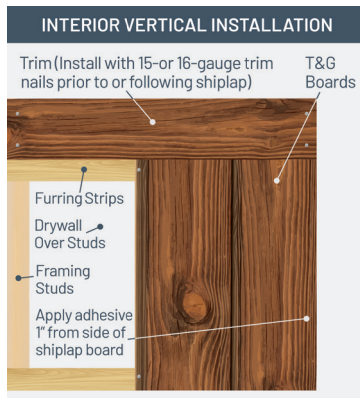 INTERIOR VERTICAL INSTALLATION
Trim (Install with 15-or 16-gauge trim
nails prior to or following shiplap)
T&G
Boards
Furring Strips
Drywall
Over Studs
Framing
Studs
Apply adhesive
1" from side of
shiplap board